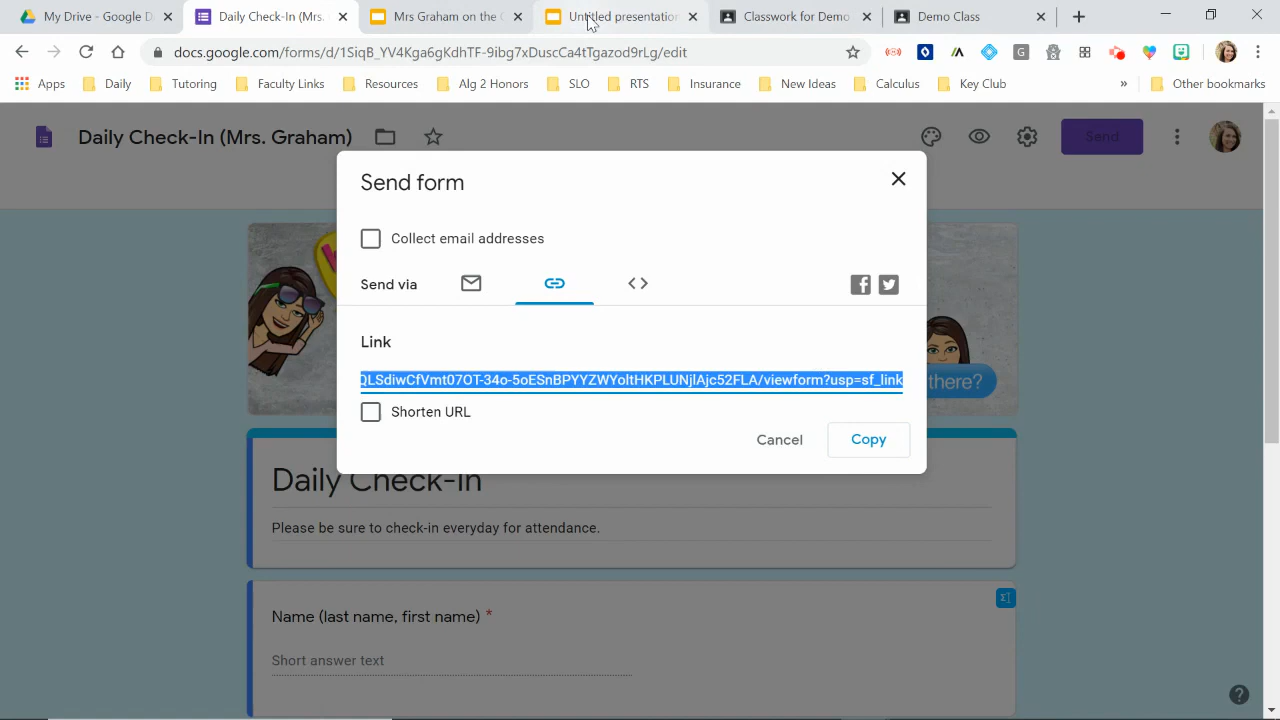 My Drive - Google D
Daily Check-In (Mrs.
Mrs Graham on the G
Untitled presentation
Classwork for Demo
Demo Class
docs.google.com/forms/d/1SiqB_YV4Kga6gKdhTF-9ibg7xDuscCa4tTgazod9rLg/edit
Apps
Daily
Tutoring
Faculty Links
Resources
Alg 2 Honors
SLO
RTS
Insurance
New Ideas
Calculus
Key Club
»
Other bookmarks
Daily Check-In (Mrs. Graham)
Send
Send form
Collect email addresses
Send via
Link
QLSdiwCfVmt07OT-34o-5oESnBPYYZWYoltHKPLUNjlAjc52FLA/viewform?usp=sf_link
there?
Shorten URL
Cancel
Copy
Daily Check-In
Please be sure to check-in everyday for attendance.
Name (last name, first name) *
Short answer text